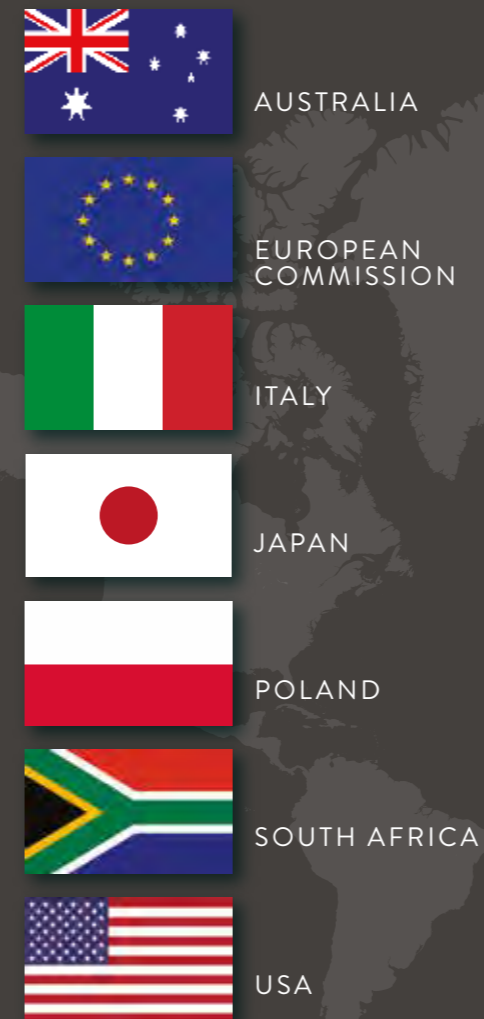 AUSTRALIA
EUROPEAN
COMMISSION
ITALY
JAPAN
POLAND
SOUTH AFRICA
USA